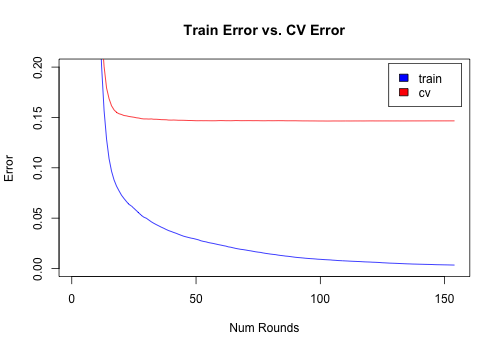 Train Error vs. CV Error
train
cv
0.20
0.15
0.10
0.05
0.00
Error
0 50 100 150
Num Rounds